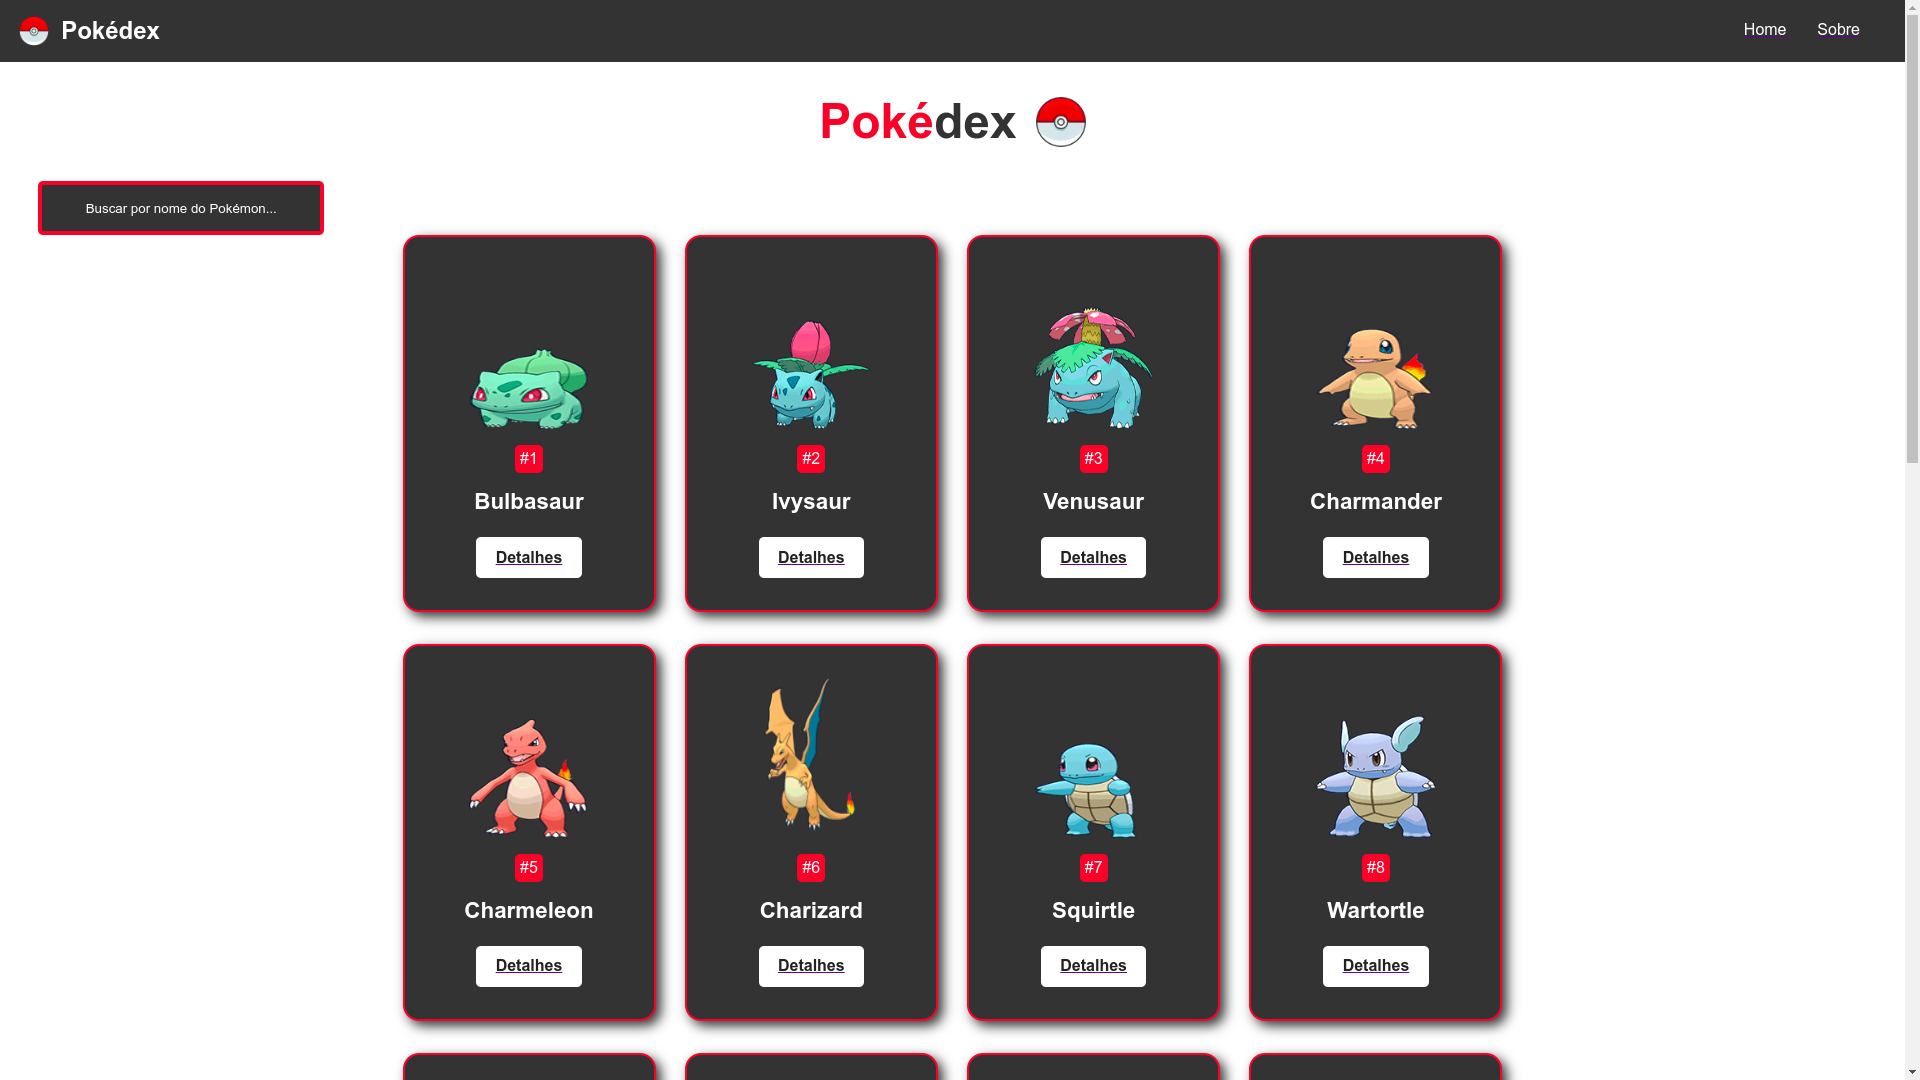 Pokédex
Home
Sobre
Pokédex
Buscar por nome do Pokémon...
#1
Bulbasaur
Detalhes
#2
Ivysaur
Detalhes
#3
Venusaur
Detalhes
#4
Charmander
Detalhes
#5
Charmeleon
Detalhes
#6
Charizard
Detalhes
#7
Squirtle
Detalhes
#8
Wartortle
Detalhes